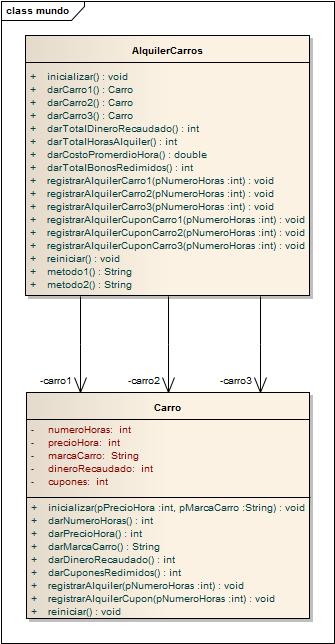 class mundo
AlquilerCarros
+ inicializar() : void
+ darCarro1() : Carro
+ darCarro2() : Carro
+ darCarro3() : Carro
+ darTotalDineroRecaudado() : int
+ darTotalHorasAlquiler() : int
+ darCostoPromerdioHora() : double
+ darTotalBonosRedimidos() : int
+ registrarAlquilerCarro1(pNumeroHoras :int) : void
+ registrarAlquilerCarro2(pNumeroHoras :int) : void
+ registrarAlquilerCarro3(pNumeroHoras :int) : void
+ registrarAlquilerCuponCarro1(pNumeroHoras :int) : void
+ registrarAlquilerCuponCarro2(pNumeroHoras :int) : void
+ registrarAlquilerCuponCarro3(pNumeroHoras :int) : void
+ reiniciar() : void
+ metodo1() : String
+ metodo2() : String
-carro1 -carro2 -carro3
Carro
- numeroHoras: int
- precioHora: int
- marcaCarro: String
- dineroRecaudado: int
- cupones: int
+ inicializar(pPrecioHora :int, pMarcaCarro :String) : void
+ darNumeroHoras() : int
+ darPrecioHora() : int
+ darMarcaCarro() : String
+ darDineroRecaudado() : int
+ darCuponesRedimidos() : int
+ registrarAlquiler(pNumeroHoras :int) : void
+ registrarAlquilerCupon(pNumeroHoras :int) : void
+ reiniciar() : void